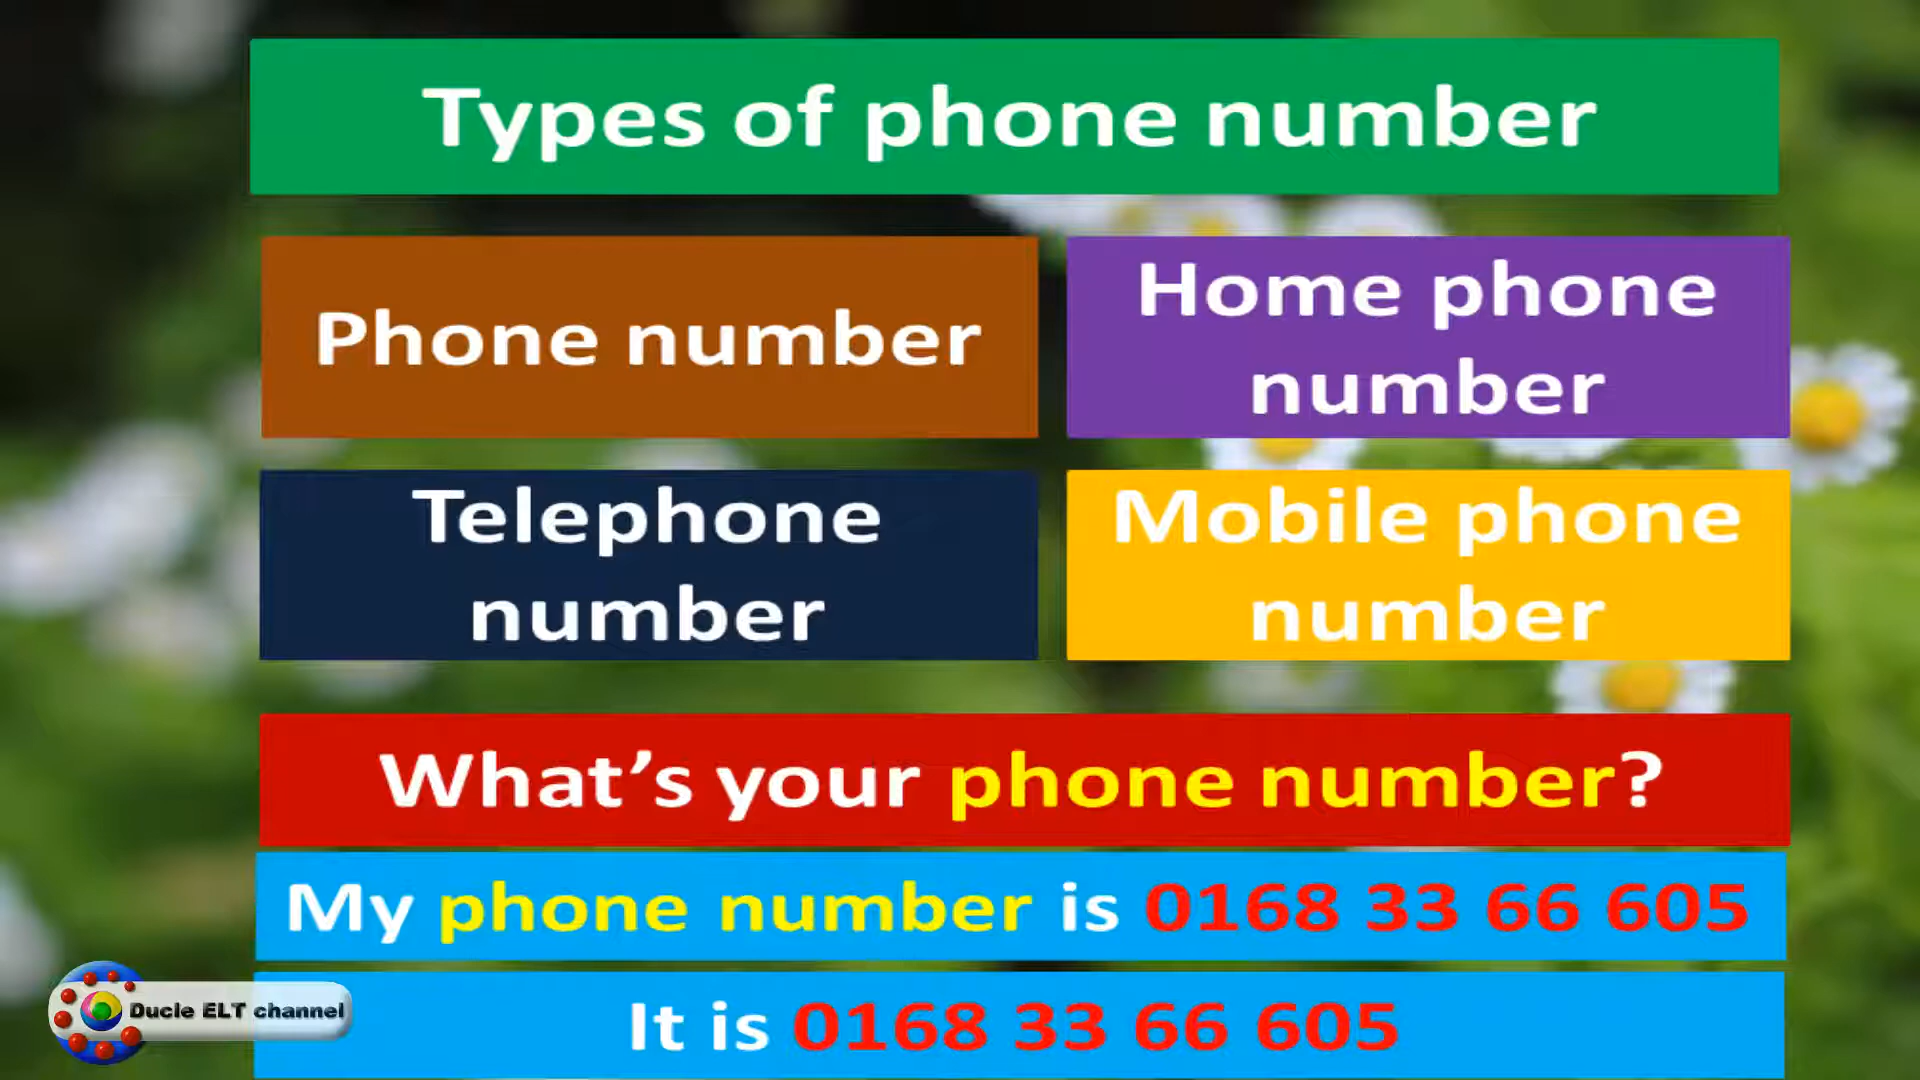 Types of phone number
Phone number
Home phone
number
Telephone
number
Mobile phone
number
What’s your phone number?
My phone number is 0168 33 66 605
It is 0168 33 66 605
Ducle ELT channel